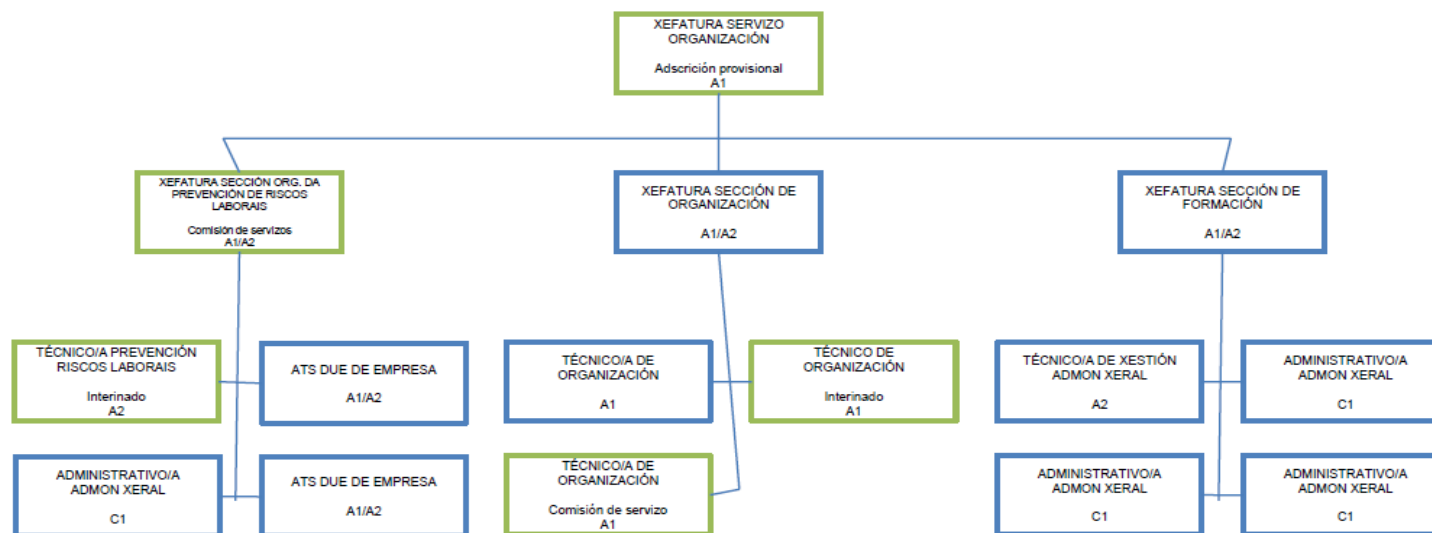 XEFATURA SERVIZO
ORGANIZACIÓN
Adscrición provisional
A1
XEFATURA SECCIÓN ORG. DA
PREVENCIÓN DE RISCOS
LABORAIS
Comisión de servizos
A1/A2
XEFATURA SECCIÓN DE
ORGANIZACIÓN
A1/A2
XEFATURA SECCIÓN DE
FORMACIÓN
A1/A2
TÉCNICO/A PREVENCIÓN
RISCOS LABORAIS
Interinado
A2
ATS DUE DE EMPRESA
A1/A2
TÉCNICO/A DE
ORGANIZACIÓN
A1
TÉCNICO DE
ORGANIZACIÓN
Interinado
A1
TÉCNICO/A DE XESTIÓN
ADMON XERAL
A2
ADMINISTRATIVO/A
ADMON XERAL
C1
ADMINISTRATIVO/A
ADMON XERAL
C1
ATS DUE DE EMPRESA
A1/A2
TÉCNICO/A DE
ORGANIZACIÓN
Comisión de servizo
A1
ADMINISTRATIVO/A
ADMON XERAL
C1
ADMINISTRATIVO/A
ADMON XERAL
C1